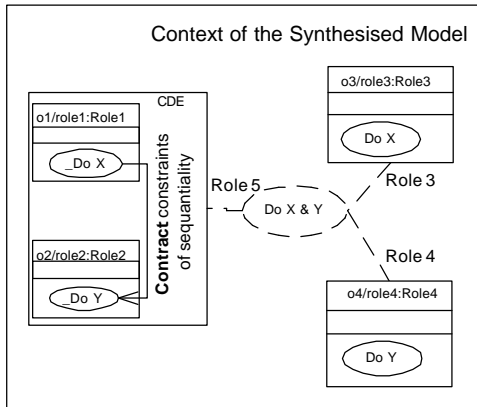 Context of the Synthesised Model
CDE
o1/role1:Role1
_Do X
Contract constraints
of sequantiality
o2/role2:Role2
_Do Y
Role 5
Do X & Y
o3/role3:Role3
Do X
Role 3
Role 4
o4/role4:Role4
Do Y